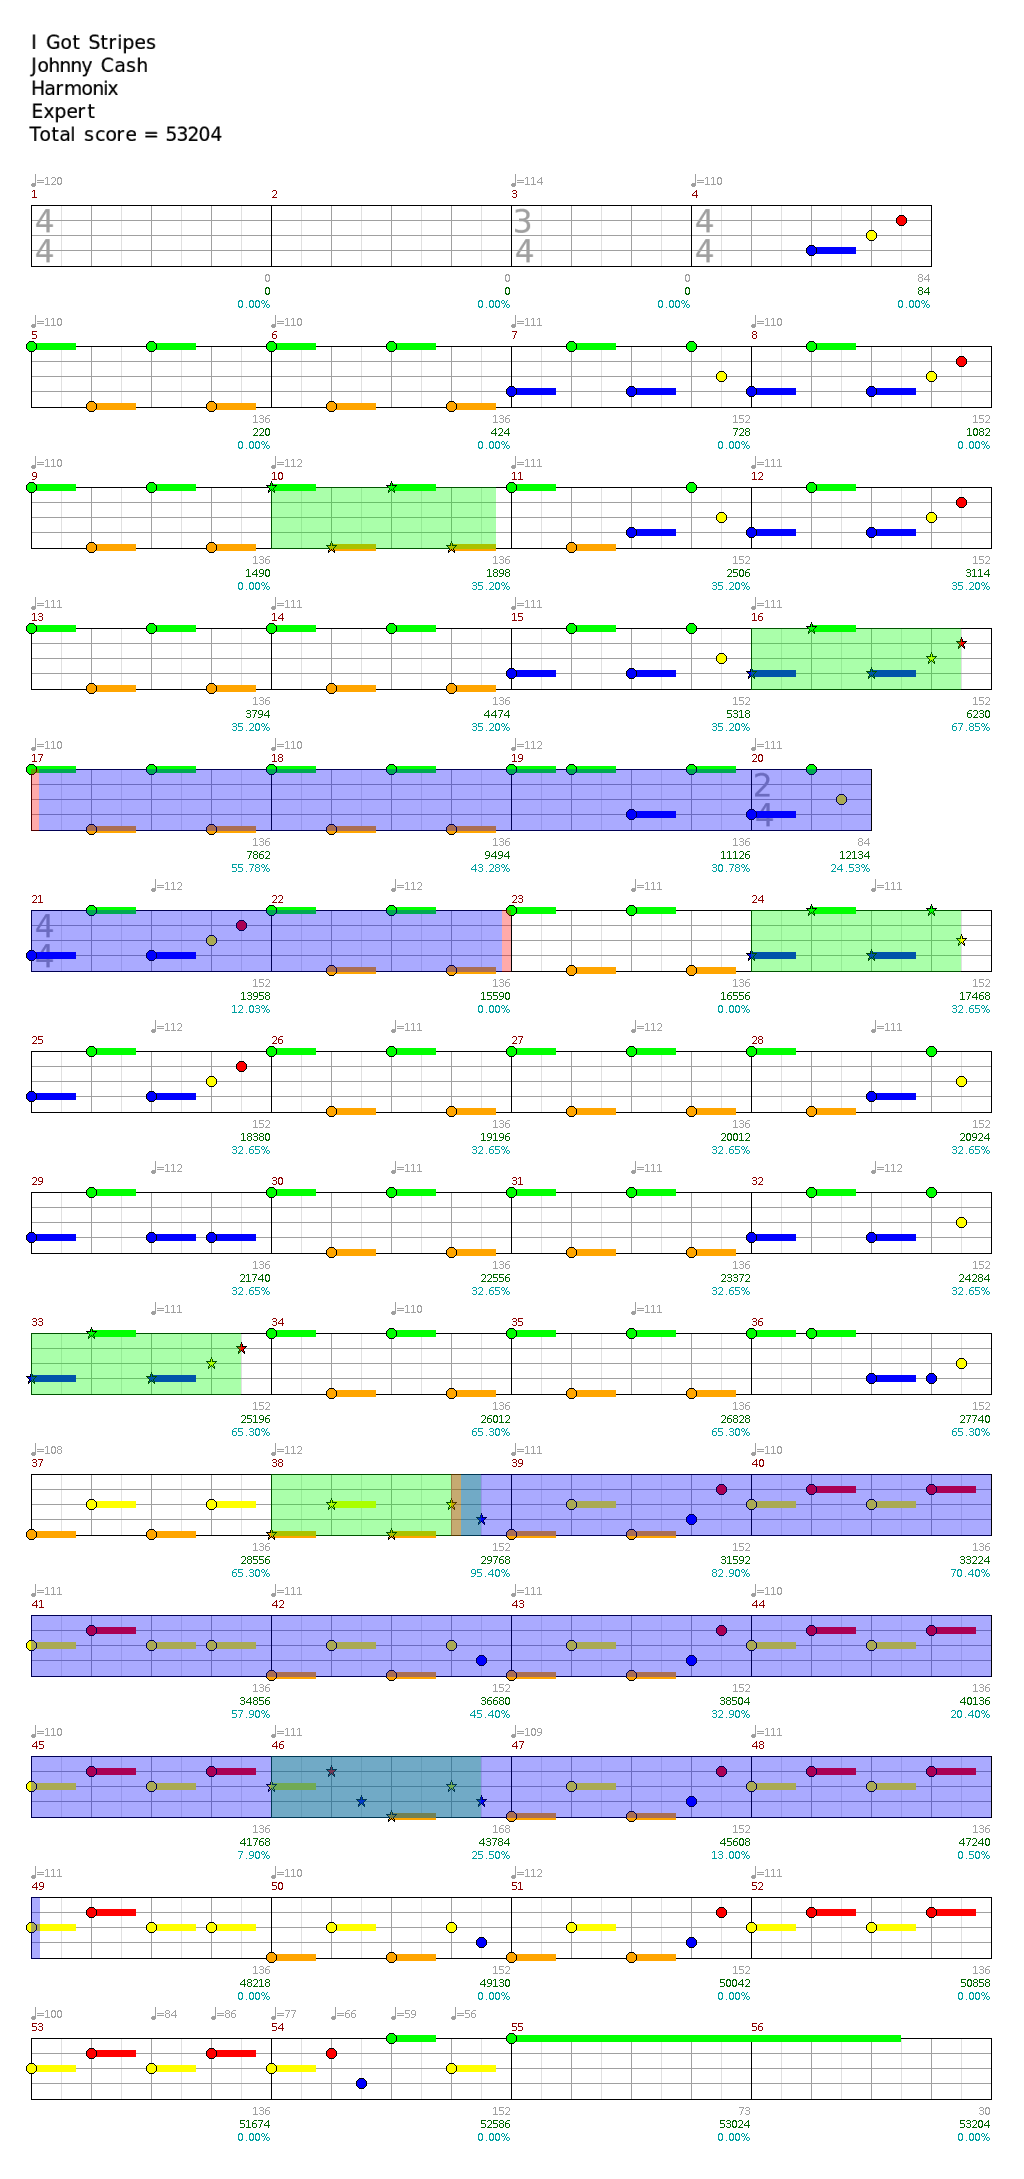 I Got Stripes
Johnny Cash
Harmonix
Expert
Total score = 53204
♩=120 ♩=114 ♩=110
1 2 3 4
4 3 4
4 4 4
0 0 0 84
0 0 0 84
0.00% 0.00% 0.00% 0.00%
♩=110 ♩=110 ♩=111 ♩=110
5 6 7 8
136 136 152 152
220 424 728 1082
0.00% 0.00% 0.00% 0.00%
♩=110 ♩=112 ♩=111 ♩=111
9 10 11 12
136 136 152 152
1490 1898 2506 3114
0.00% 35.20% 35.20% 35.20%
♩=111 ♩=111 ♩=111 ♩=111
13 14 15 16
136 136 152 152
3794 4474 5318 6230
35.20% 35.20% 35.20% 67.85%
♩=110 ♩=110 ♩=112 ♩=111
17 18 19 20
2
4
136 136 136 84
7862 9494 11126 12134
55.78% 43.28% 30.78% 24.53%
♩=112 ♩=112 ♩=111 ♩=111
21 22 23 24
4
4
152 136 136 152
13958 15590 16556 17468
12.03% 0.00% 0.00% 32.65%
♩=112 ♩=111 ♩=112 ♩=111
25 26 27 28
152 136 136 152
18380 19196 20012 20924
32.65% 32.65% 32.65% 32.65%
♩=112 ♩=111 ♩=111 ♩=112
29 30 31 32
136 136 136 152
21740 22556 23372 24284
32.65% 32.65% 32.65% 32.65%
♩=111 ♩=110 ♩=111
33 34 35 36
152 136 136 152
25196 26012 26828 27740
65.30% 65.30% 65.30% 65.30%
♩=108 ♩=112 ♩=111 ♩=110
37 38 39 40
136 152 152 136
28556 29768 31592 33224
65.30% 95.40% 82.90% 70.40%
♩=111 ♩=111 ♩=111 ♩=110
41 42 43 44
136 152 152 136
34856 36680 38504 40136
57.90% 45.40% 32.90% 20.40%
♩=110 ♩=111 ♩=109 ♩=111
45 46 47 48
136 168 152 136
41768 43784 45608 47240
7.90% 25.50% 13.00% 0.50%
♩=111 ♩=110 ♩=112 ♩=111
49 50 51 52
136 152 152 136
48218 49130 50042 50858
0.00% 0.00% 0.00% 0.00%
♩=100 ♩=84 ♩=86 ♩=77 ♩=66 ♩=59 ♩=56
53 54 55 56
136 152 73 30
51674 52586 53024 53204
0.00% 0.00% 0.00% 0.00%